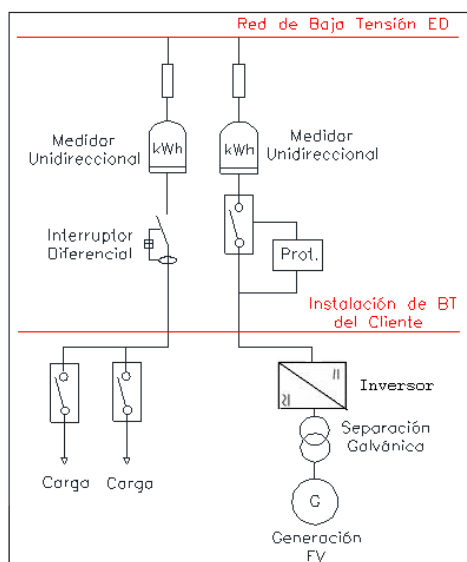 Red de Baja Tensión ED
Medidor
Unidireccional
kWh
kWh
Medidor
Unidireccional
Interruptor
Diferencial
Prot.
Instalación de BT
del Cliente
Inversor
Separación
Galvánica
Carga
Carga
G
Generación
FV